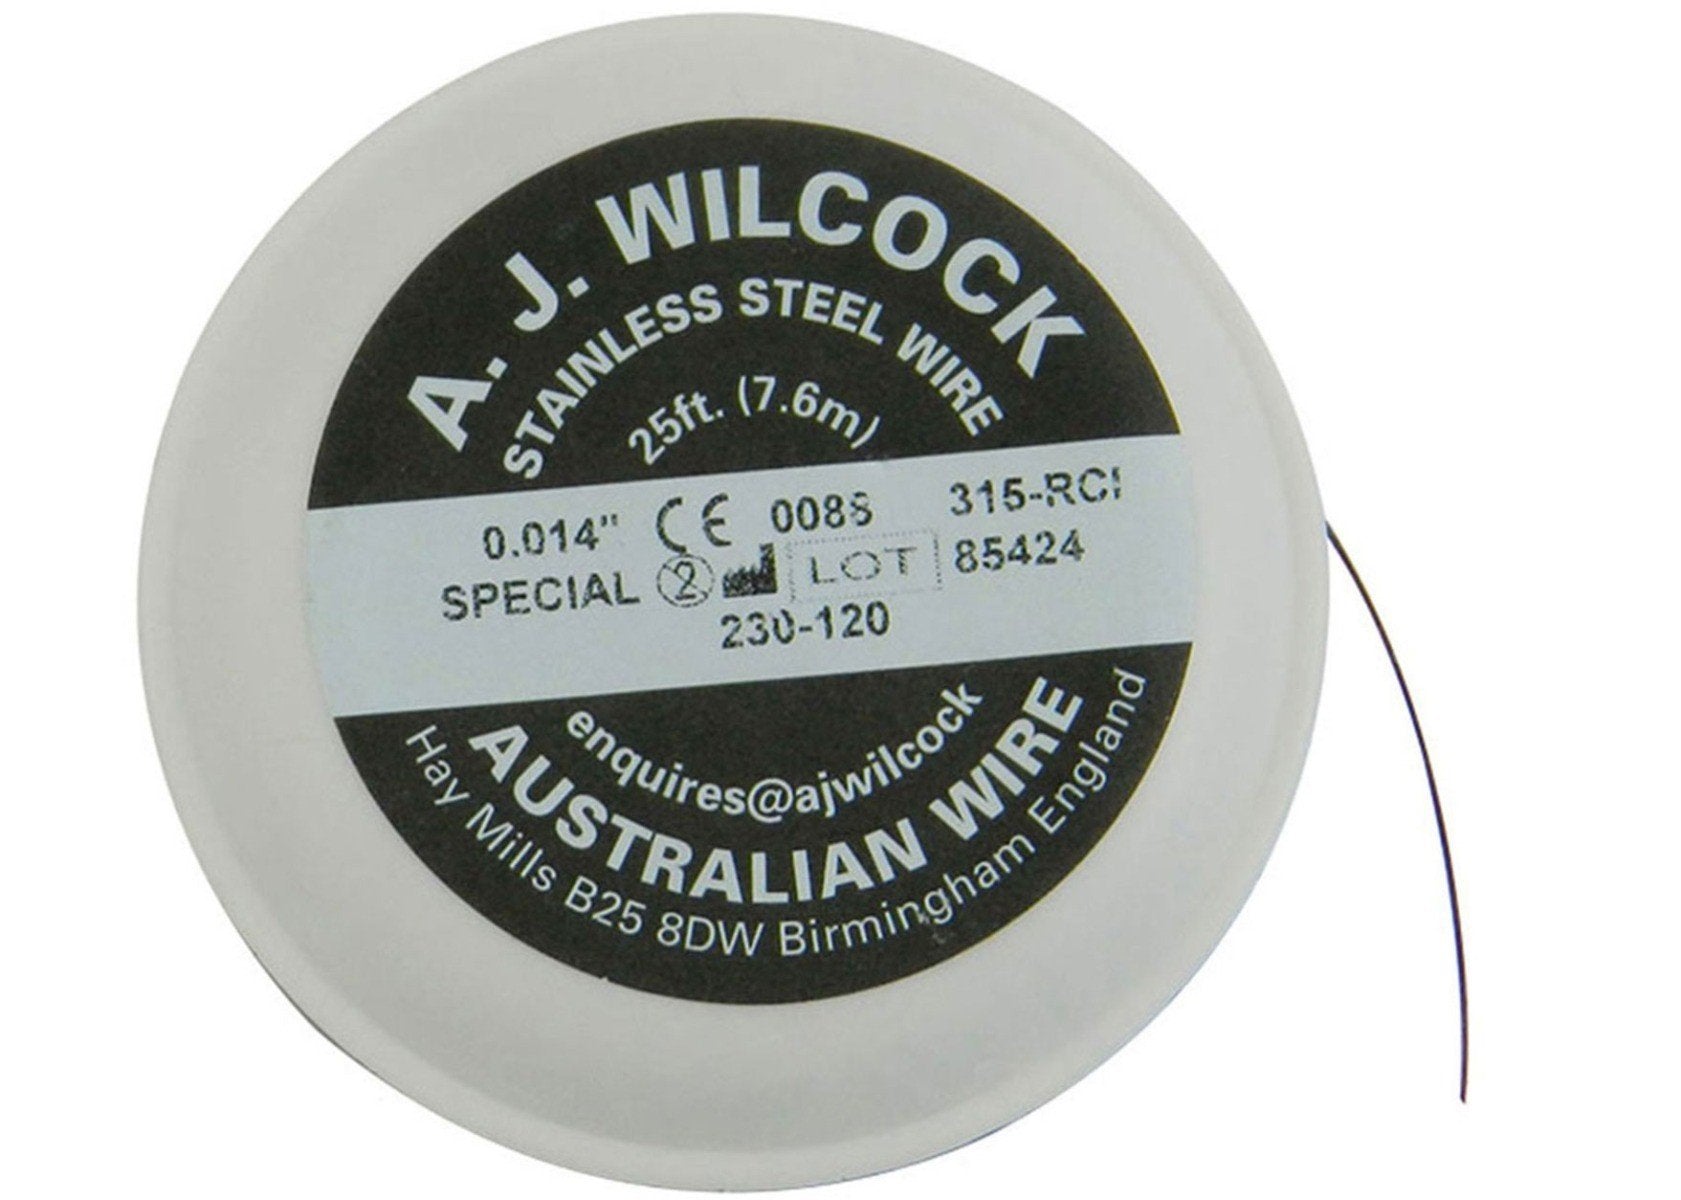 A. J. WILCOCK
STAINLESS STEEL WIRE
25ft. (7.6m)
0.014" CE 0088 315-RCI
SPECIAL 2 LOT 85424
230-120
enquires@ajwilcock
AUSTRALIAN WIRE
Hay Mills B25 8DW Birmingham England